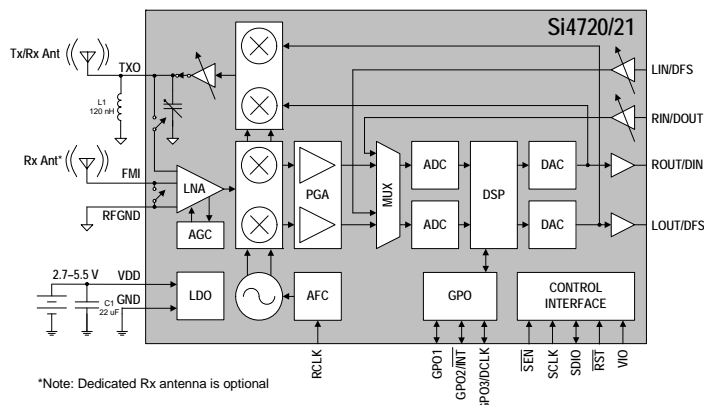 Si4720/21
Tx/Rx Ant
TXO
LIN/DFS
L1
120 nH
RIN/DOUT
Rx Ant*
FMI
LNA
PGA
MUX
ADC
DSP
DAC
ROUT/DIN
RFGND
AGC
ADC
DAC
LOUT/DFS
2.7–5.5 V
VDD
GND
C1
22 uF
LDO
AFC
GPO
CONTROL
INTERFACE
RCLK
GPO1
GPO2/INT
GPO3/DCLK
SEN
SCLK
SDIO
RST
VIO
*Note: Dedicated Rx antenna is optional